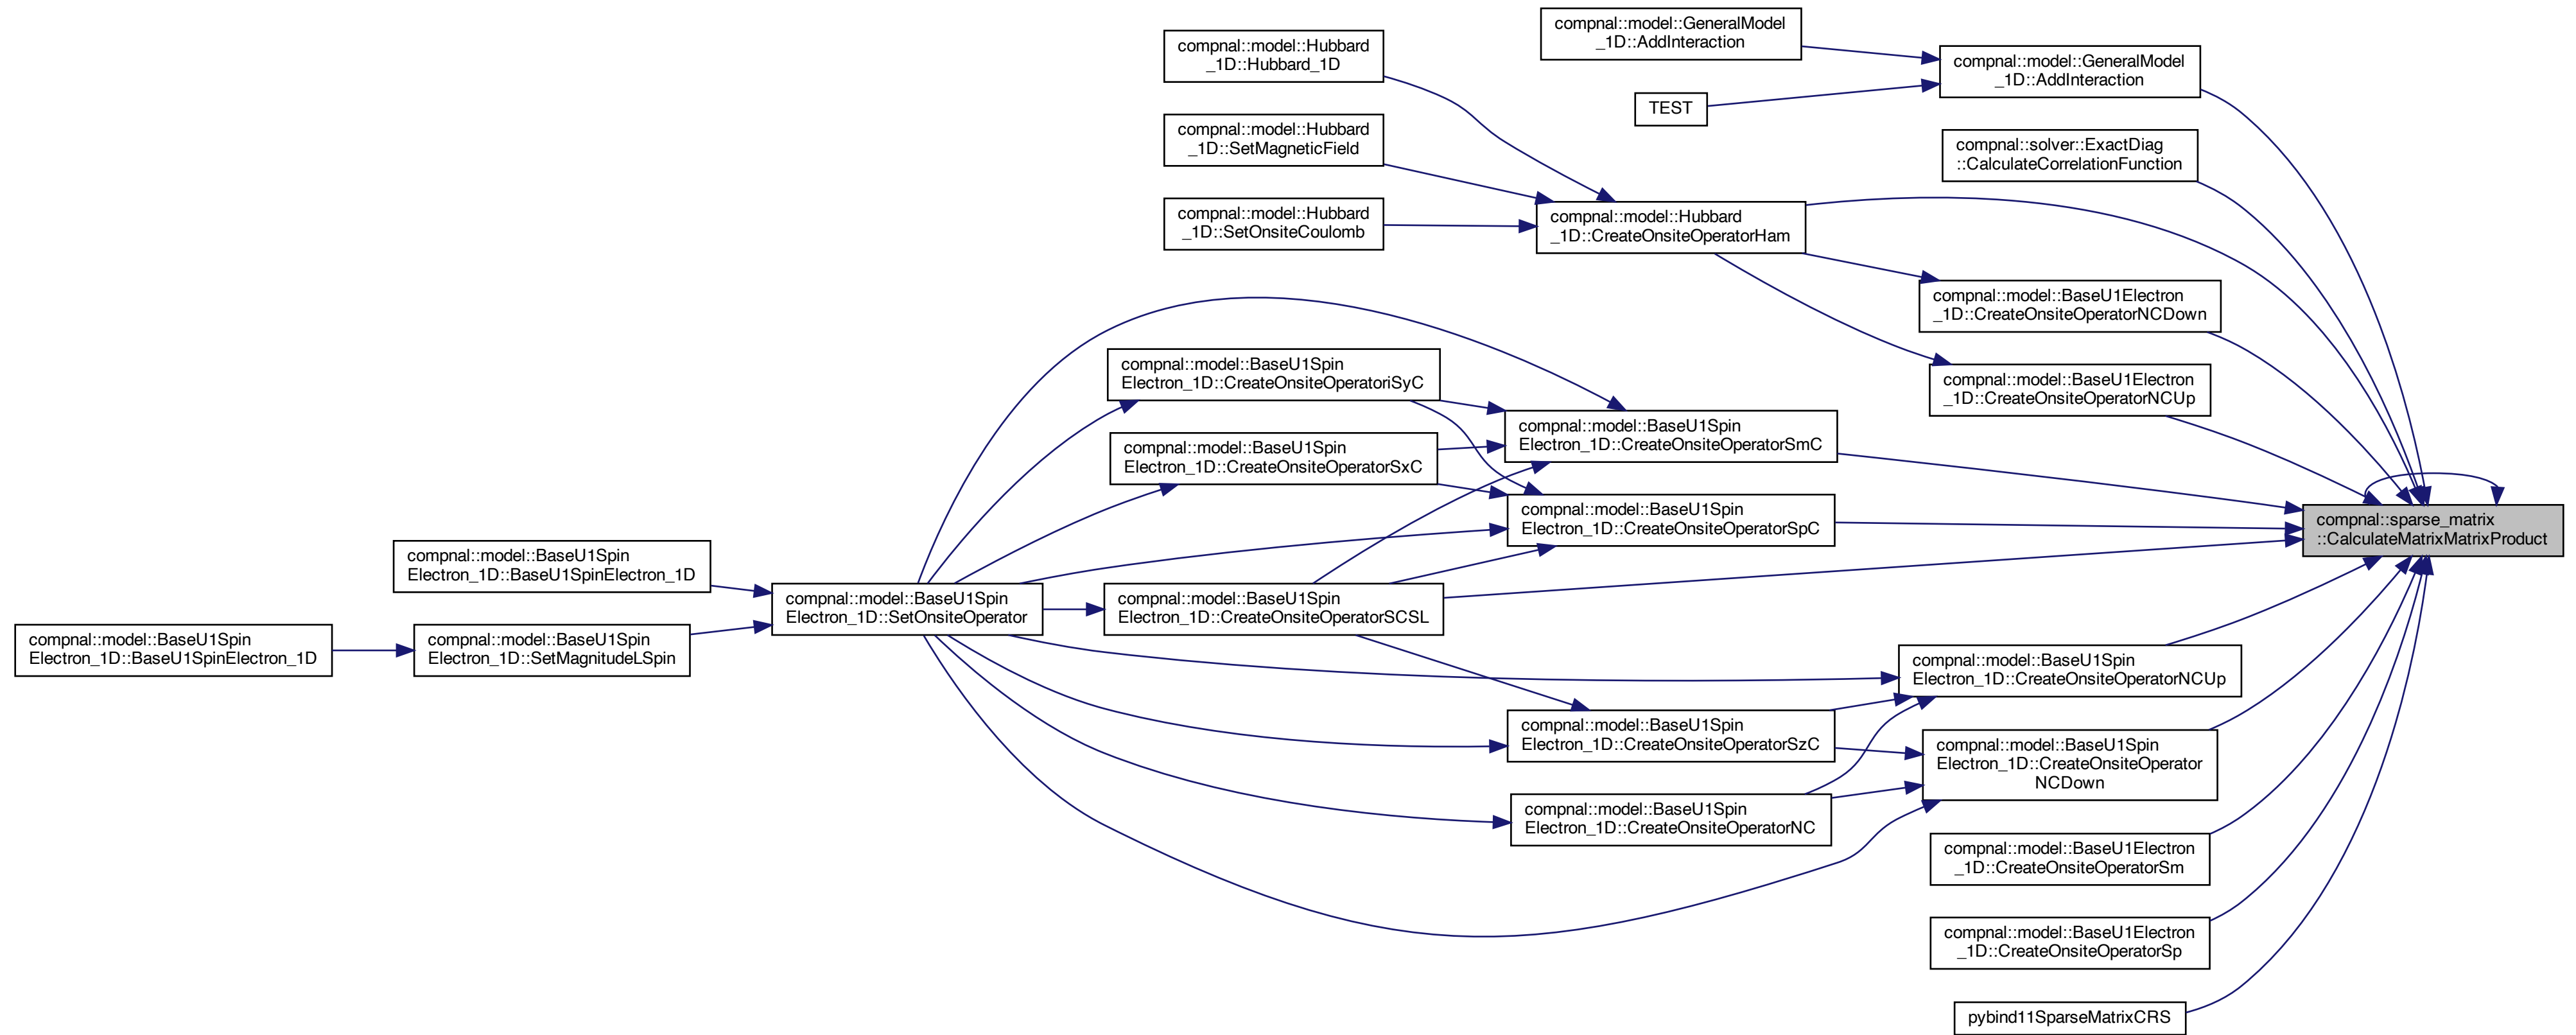 compnal::model::GeneralModel
_1D::AddInteraction
compnal::model::Hubbard
_1D::Hubbard_1D
compnal::model::GeneralModel
_1D::AddInteraction
TEST
compnal::model::Hubbard
_1D::SetMagneticField
compnal::solver::ExactDiag
::CalculateCorrelationFunction
compnal::model::Hubbard
_1D::SetOnsiteCoulomb
compnal::model::Hubbard
_1D::CreateOnsiteOperatorHam
compnal::model::BaseU1Electron
_1D::CreateOnsiteOperatorNCDown
compnal::model::BaseU1Spin
Electron_1D::CreateOnsiteOperatoriSyC
compnal::model::BaseU1Electron
_1D::CreateOnsiteOperatorNCUp
compnal::model::BaseU1Spin
Electron_1D::CreateOnsiteOperatorSmC
compnal::model::BaseU1Spin
Electron_1D::CreateOnsiteOperatorSxC
compnal::model::BaseU1Spin
Electron_1D::CreateOnsiteOperatorSpC
compnal::sparse_matrix
::CalculateMatrixMatrixProduct
compnal::model::BaseU1Spin
Electron_1D::BaseU1SpinElectron_1D
compnal::model::BaseU1Spin
Electron_1D::SetOnsiteOperator
compnal::model::BaseU1Spin
Electron_1D::CreateOnsiteOperatorSCSL
compnal::model::BaseU1Spin
Electron_1D::BaseU1SpinElectron_1D
compnal::model::BaseU1Spin
Electron_1D::SetMagnitudeLSpin
compnal::model::BaseU1Spin
Electron_1D::CreateOnsiteOperatorNCUp
compnal::model::BaseU1Spin
Electron_1D::CreateOnsiteOperatorSzC
compnal::model::BaseU1Spin
Electron_1D::CreateOnsiteOperator
NCDown
compnal::model::BaseU1Spin
Electron_1D::CreateOnsiteOperatorNC
compnal::model::BaseU1Electron
_1D::CreateOnsiteOperatorSm
compnal::model::BaseU1Electron
_1D::CreateOnsiteOperatorSp
pybind11SparseMatrixCRS